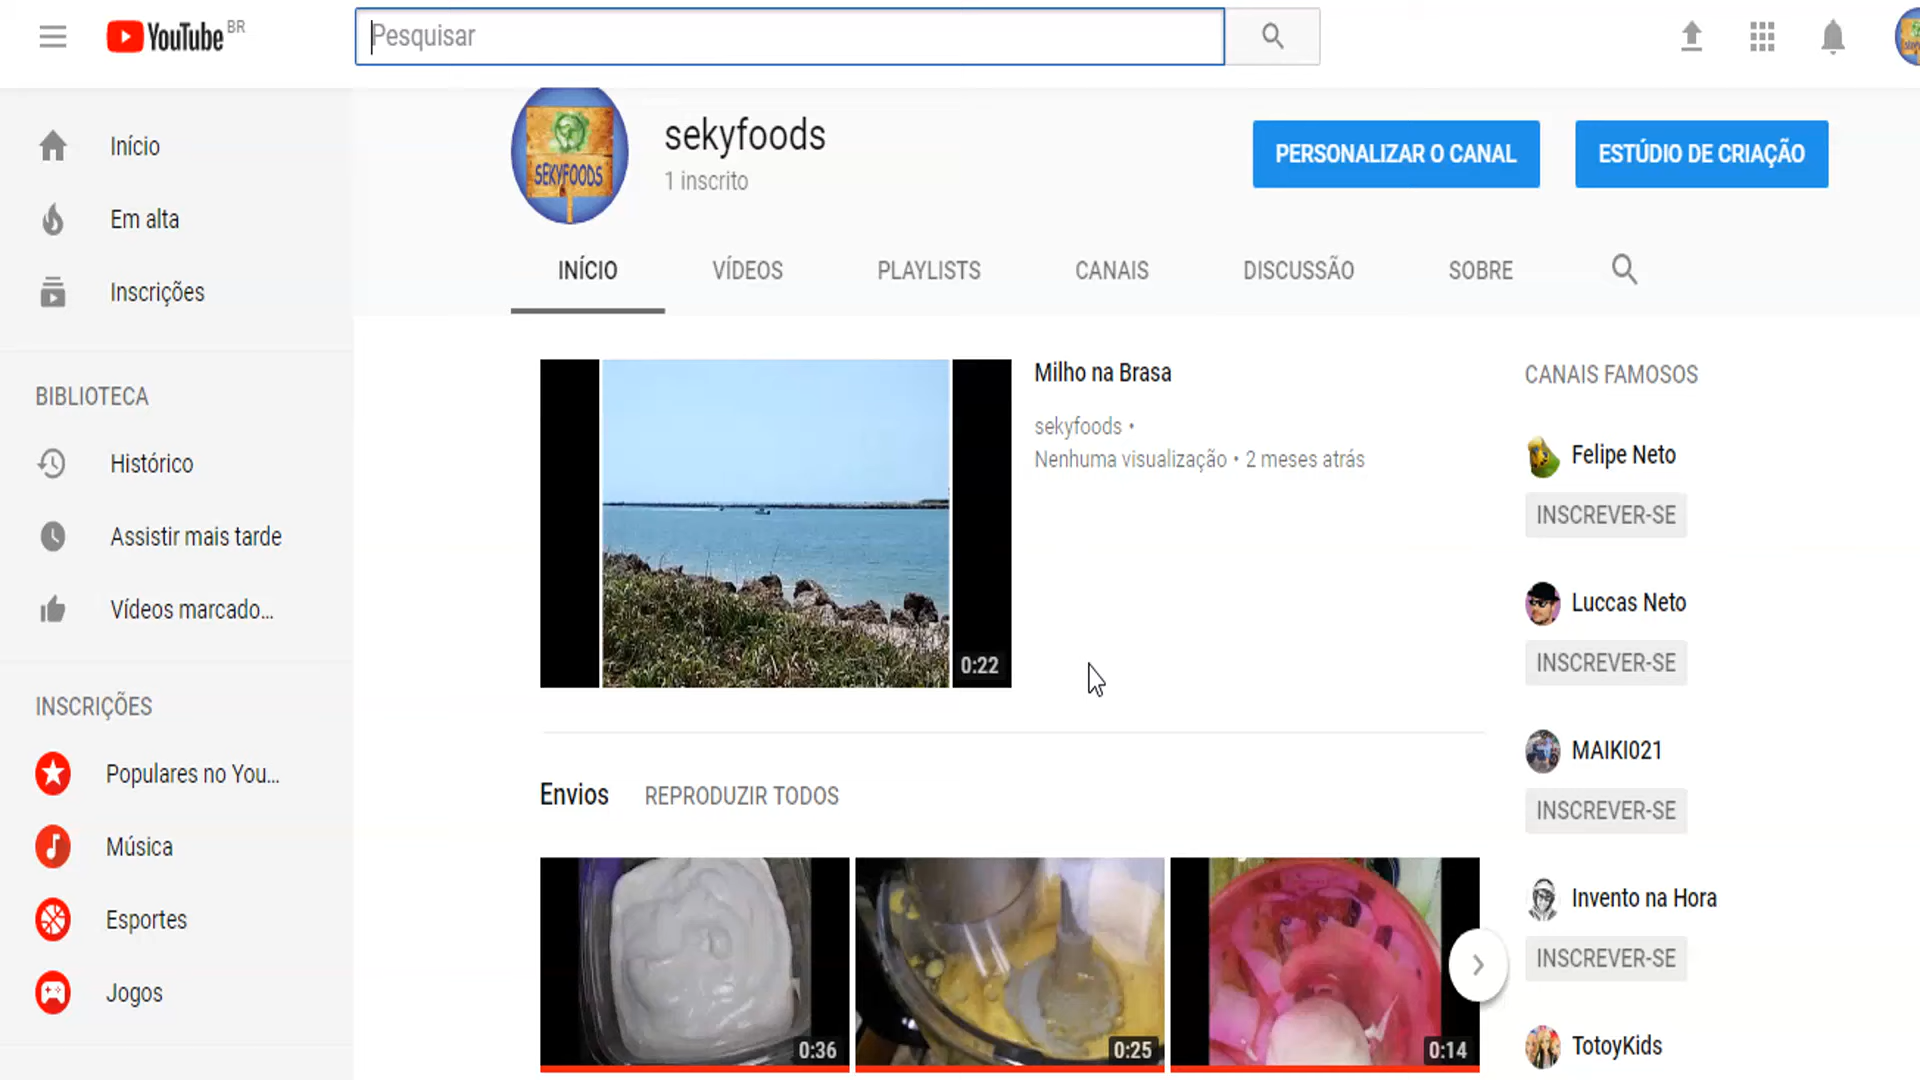 YouTube BR
Pesquisar
Início
Em alta
Inscrições
BIBLIOTECA
Histórico
Assistir mais tarde
Vídeos marcado...
INSCRIÇÕES
Populares no You...
Música
Esportes
Jogos
SEKYFOODS
sekyfoods
1 inscrito
PERSONALIZAR O CANAL
ESTÚDIO DE CRIAÇÃO
INÍCIO
VÍDEOS
PLAYLISTS
CANAIS
DISCUSSÃO
SOBRE
0:22
Milho na Brasa
sekyfoods •
Nenhuma visualização • 2 meses atrás
Envios
REPRODUZIR TODOS
0:36
0:25
0:14
CANAIS FAMOSOS
Felipe Neto
INSCREVER-SE
Luccas Neto
INSCREVER-SE
MAIKI021
INSCREVER-SE
Invento na Hora
INSCREVER-SE
TotoyKids